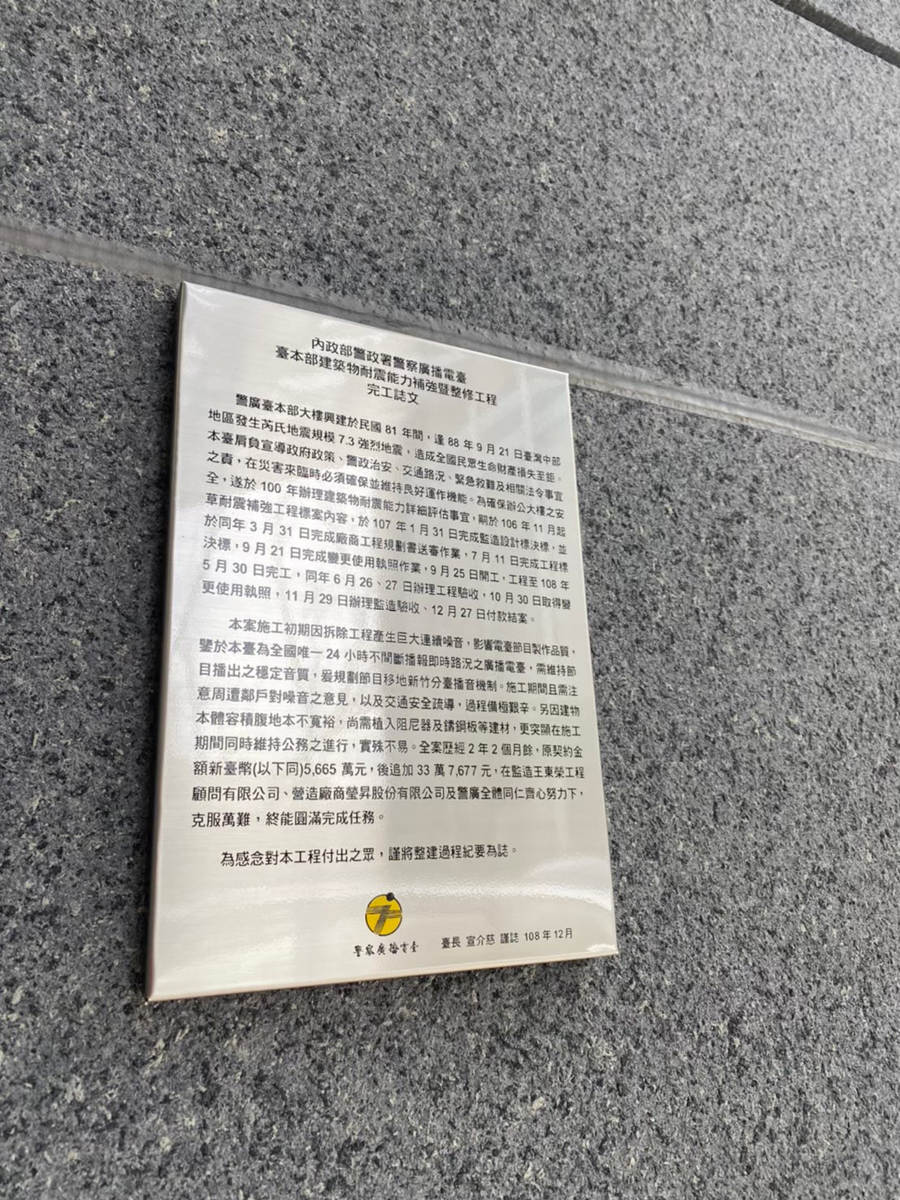 內政部警政署警察廣播電臺
臺本部建築物耐震能力補強暨整修工程
完工誌文
警廣臺本部大樓興建於民國 81 年間，逢 88 年 9 月 21 日臺灣中部
地區發生芮氏地震規模 7.3 強烈地震，造成全國民眾生命財產損失至鉅。
本臺肩負宣導政府政策、警政治安、交通路況、緊急救難及相關法令事宜
之責，在災害來臨時必須確保並維持良好運作機能。為確保辦公大樓之安
全，遂於 100 年辦理建築物耐震能力詳細評估事宜，嗣於 106 年 11 月起
草耐震補強工程標案內容，於 107 年 1 月 31 日完成監造設計標決標，並
於同年 3 月 31 日完成廠商工程規劃書送審作業，7 月 11 日完成工程標
決標，9 月 21 日完成變更使用執照作業，9 月 25 日開工，工程至 108 年
5 月 30 日完工，同年 6 月 26、27 日辦理工程驗收，10 月 30 日取得變
更使用執照，11 月 29 日辦理監造驗收、12 月 27 日付款結案。
本案施工初期因拆除工程產生巨大連續噪音，影響電臺節目製作品質，
鑒於本臺為全國唯一 24 小時不間斷播報即時路況之廣播電臺，需維持節
目播出之穩定音質，爰規劃節目移地新竹分臺播音機制。施工期間且需注
意周遭鄰戶對噪音之意見，以及交通安全疏導，過程備極艱辛。另因建物
本體容積腹地本不寬裕，尚需植入阻尼器及鏽鋼板等建材，更突顯在施工
期間同時維持公務之進行，實殊不易。全案歷經 2 年 2 個月餘，原契約金
額新臺幣(以下同)5,665 萬元，後追加 33 萬 7,677 元，在監造王東榮工程
顧問有限公司、營造廠商瑩昇股份有限公司及警廣全體同仁齊心努力下，
克服萬難，終能圓滿完成任務。
為感念對本工程付出之眾，謹將整建過程紀要為誌。
警察廣播電台
臺長 宣介慈 謹誌 108 年 12 月